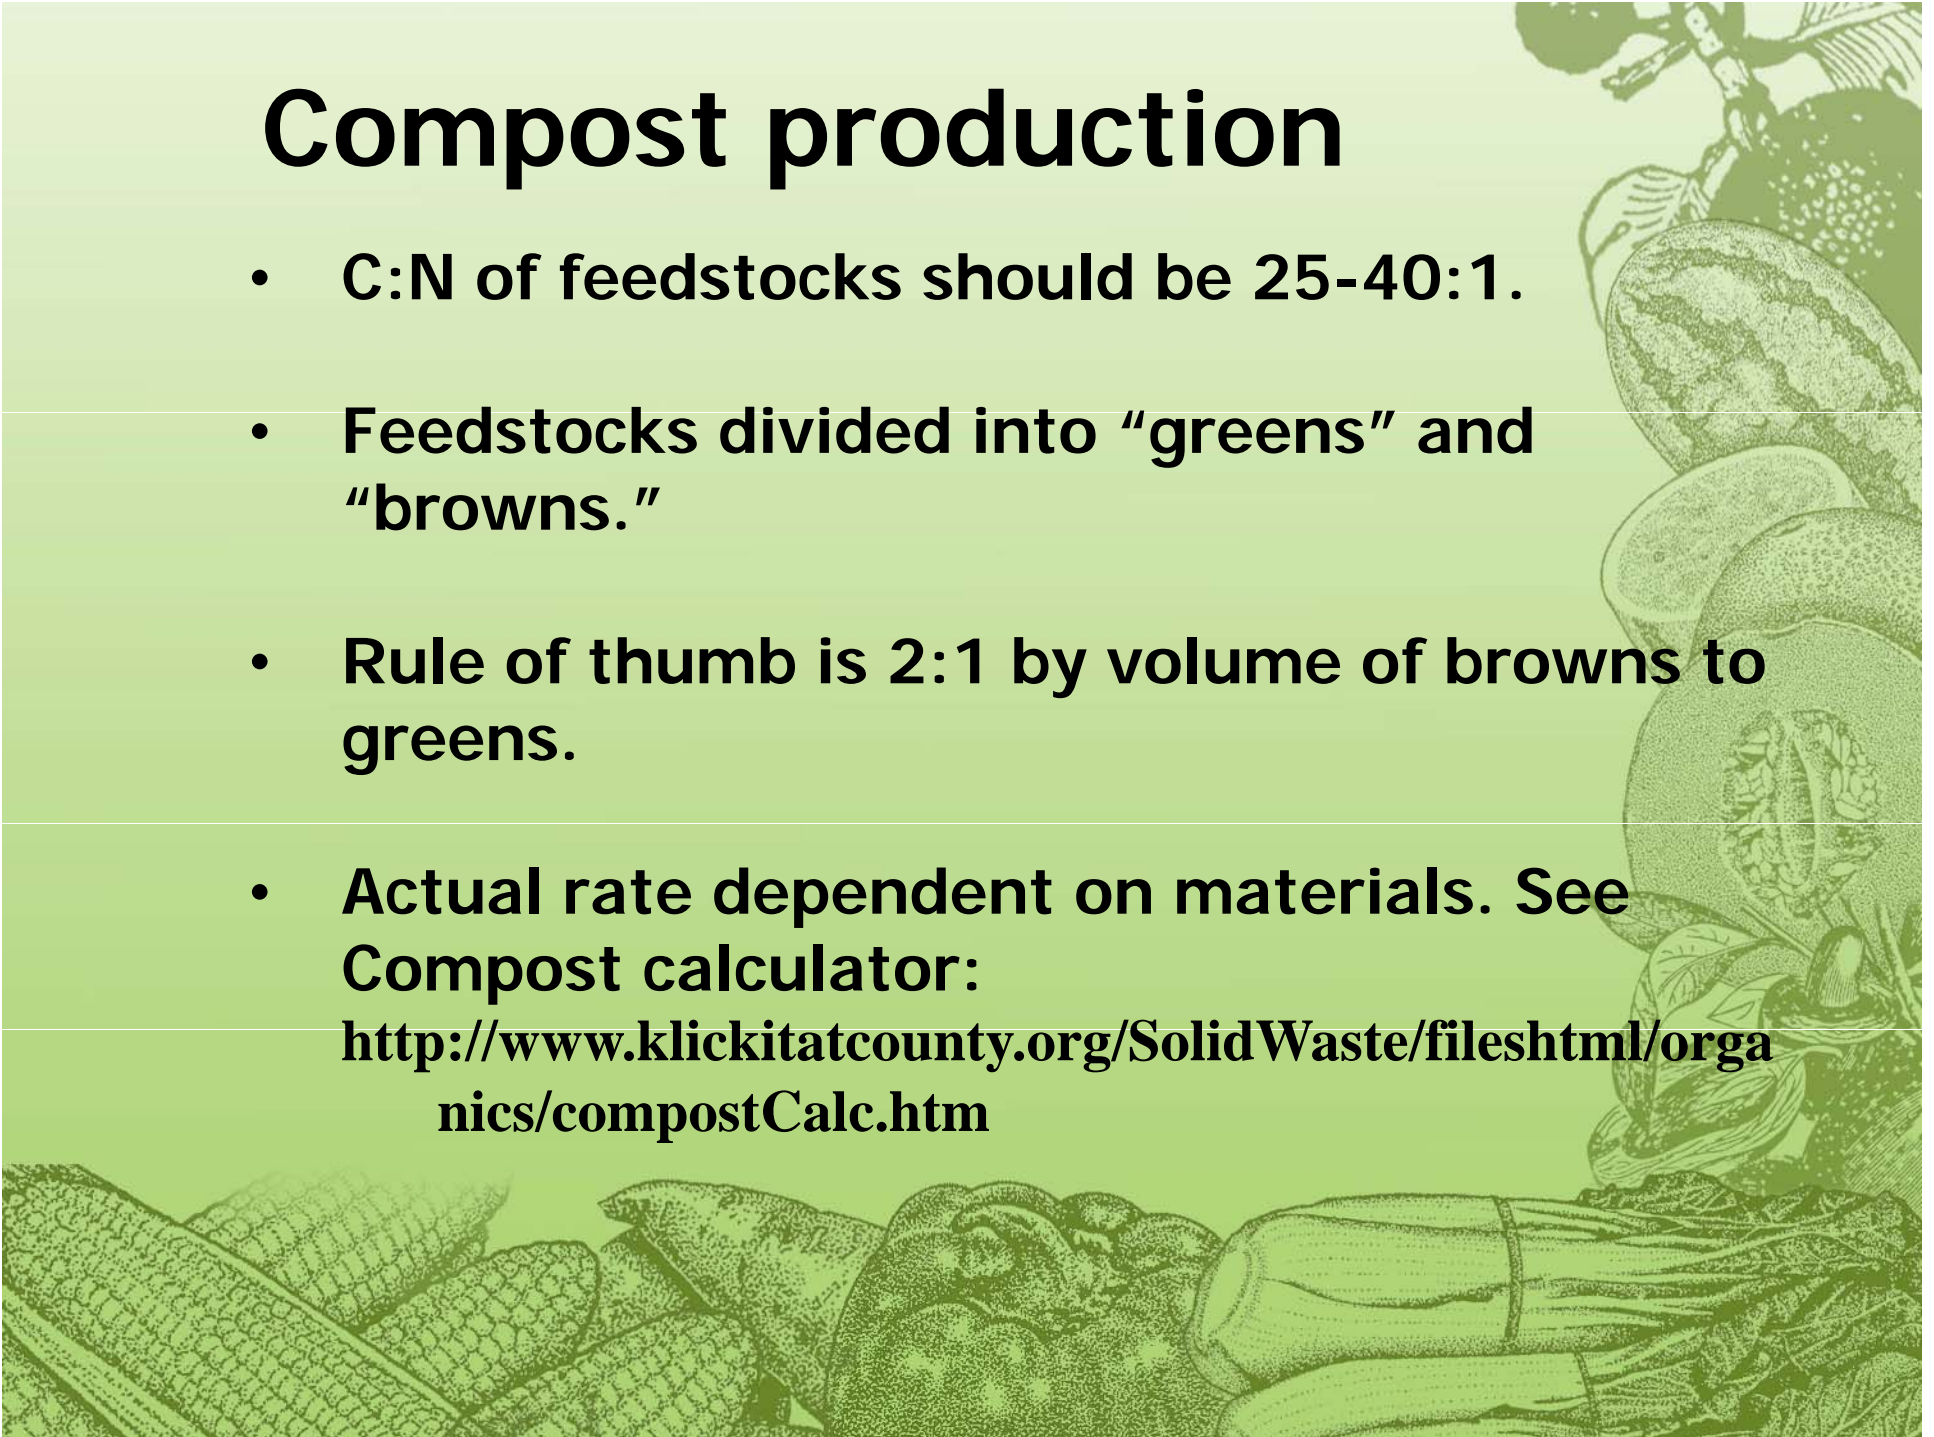 Compost production
• C:N of feedstocks should be 25-40:1.
• Feedstocks divided into “greens” and
“browns.”
• Rule of thumb is 2:1 by volume of browns to
greens.
• Actual rate dependent on materials. See
Compost calculator:
http://www.klickitatcounty.org/SolidWaste/fileshtml/orga
nics/compostCalc.htm